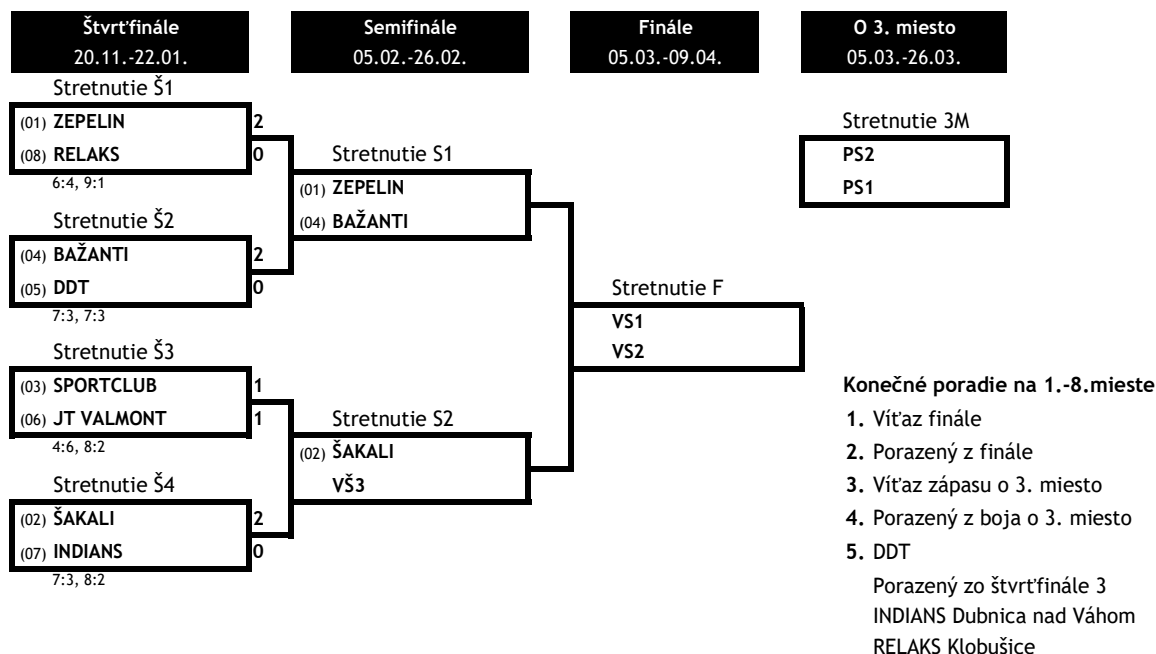 Štvrťfinále
20.11.-22.01.
Semifinále
05.02.-26.02.
Finále
05.03.-09.04.
O 3. miesto
05.03.-26.03.
Stretnutie Š1
(01) ZEPELIN 2
(08) RELAKS 0
6:4, 9:1
Stretnutie Š2
(04) BAŽANTI 2
(05) DDT 0
7:3, 7:3
Stretnutie Š3
(03) SPORTCLUB 1
(06) JT VALMONT 1
4:6, 8:2
Stretnutie Š4
(02) ŠAKALI 2
(07) INDIANS 0
7:3, 8:2
Stretnutie S1
(01) ZEPELIN
(04) BAŽANTI
Stretnutie S2
(02) ŠAKALI
VŠ3
Stretnutie F
VS1
VS2
Stretnutie 3M
PS2
PS1
Konečné poradie na 1.-8.mieste
1. Víťaz finále
2. Porazený z finále
3. Víťaz zápasu o 3. miesto
4. Porazený z boja o 3. miesto
5. DDT
Porazený zo štvrťfinále 3
INDIANS Dubnica nad Váhom
RELAKS Klobušice